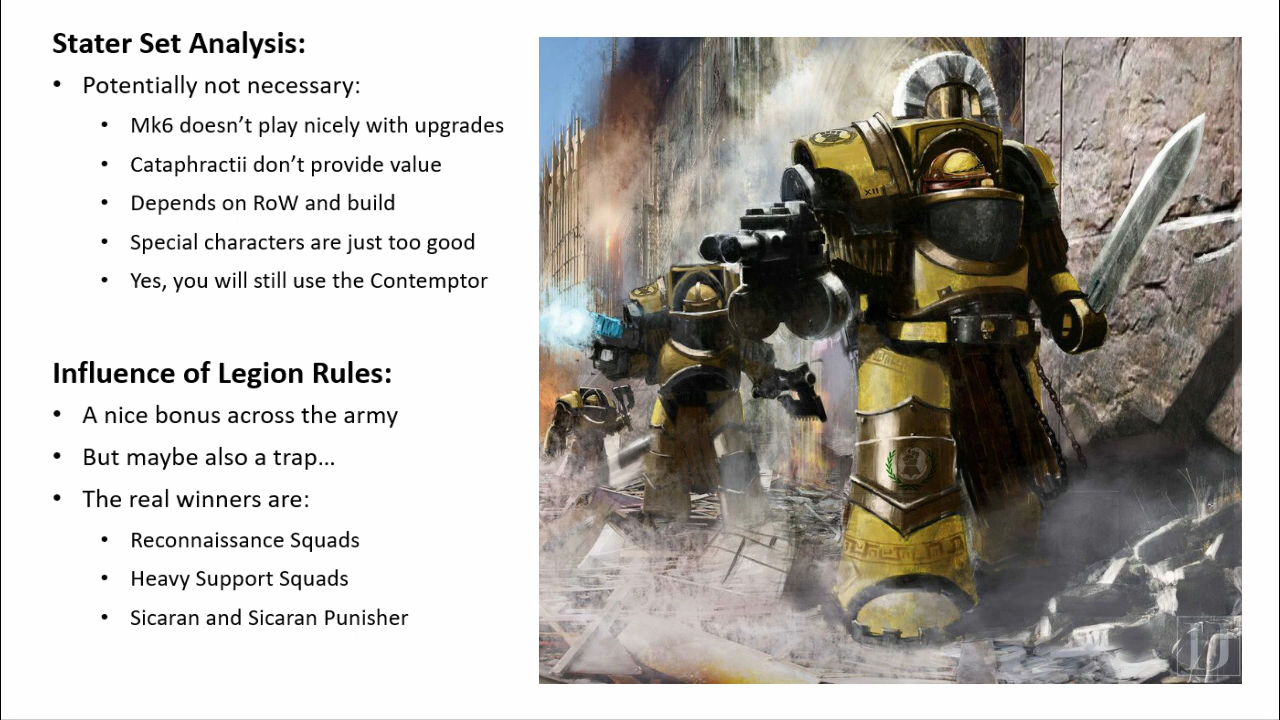 Stater Set Analysis:
• Potentially not necessary:
• Mk6 doesn’t play nicely with upgrades
• Cataphractii don’t provide value
• Depends on RoW and build
• Special characters are just too good
• Yes, you will still use the Contemptor
Influence of Legion Rules:
• A nice bonus across the army
• But maybe also a trap…
• The real winners are:
• Reconnaissance Squads
• Heavy Support Squads
• Sicaran and Sicaran Punisher
XII